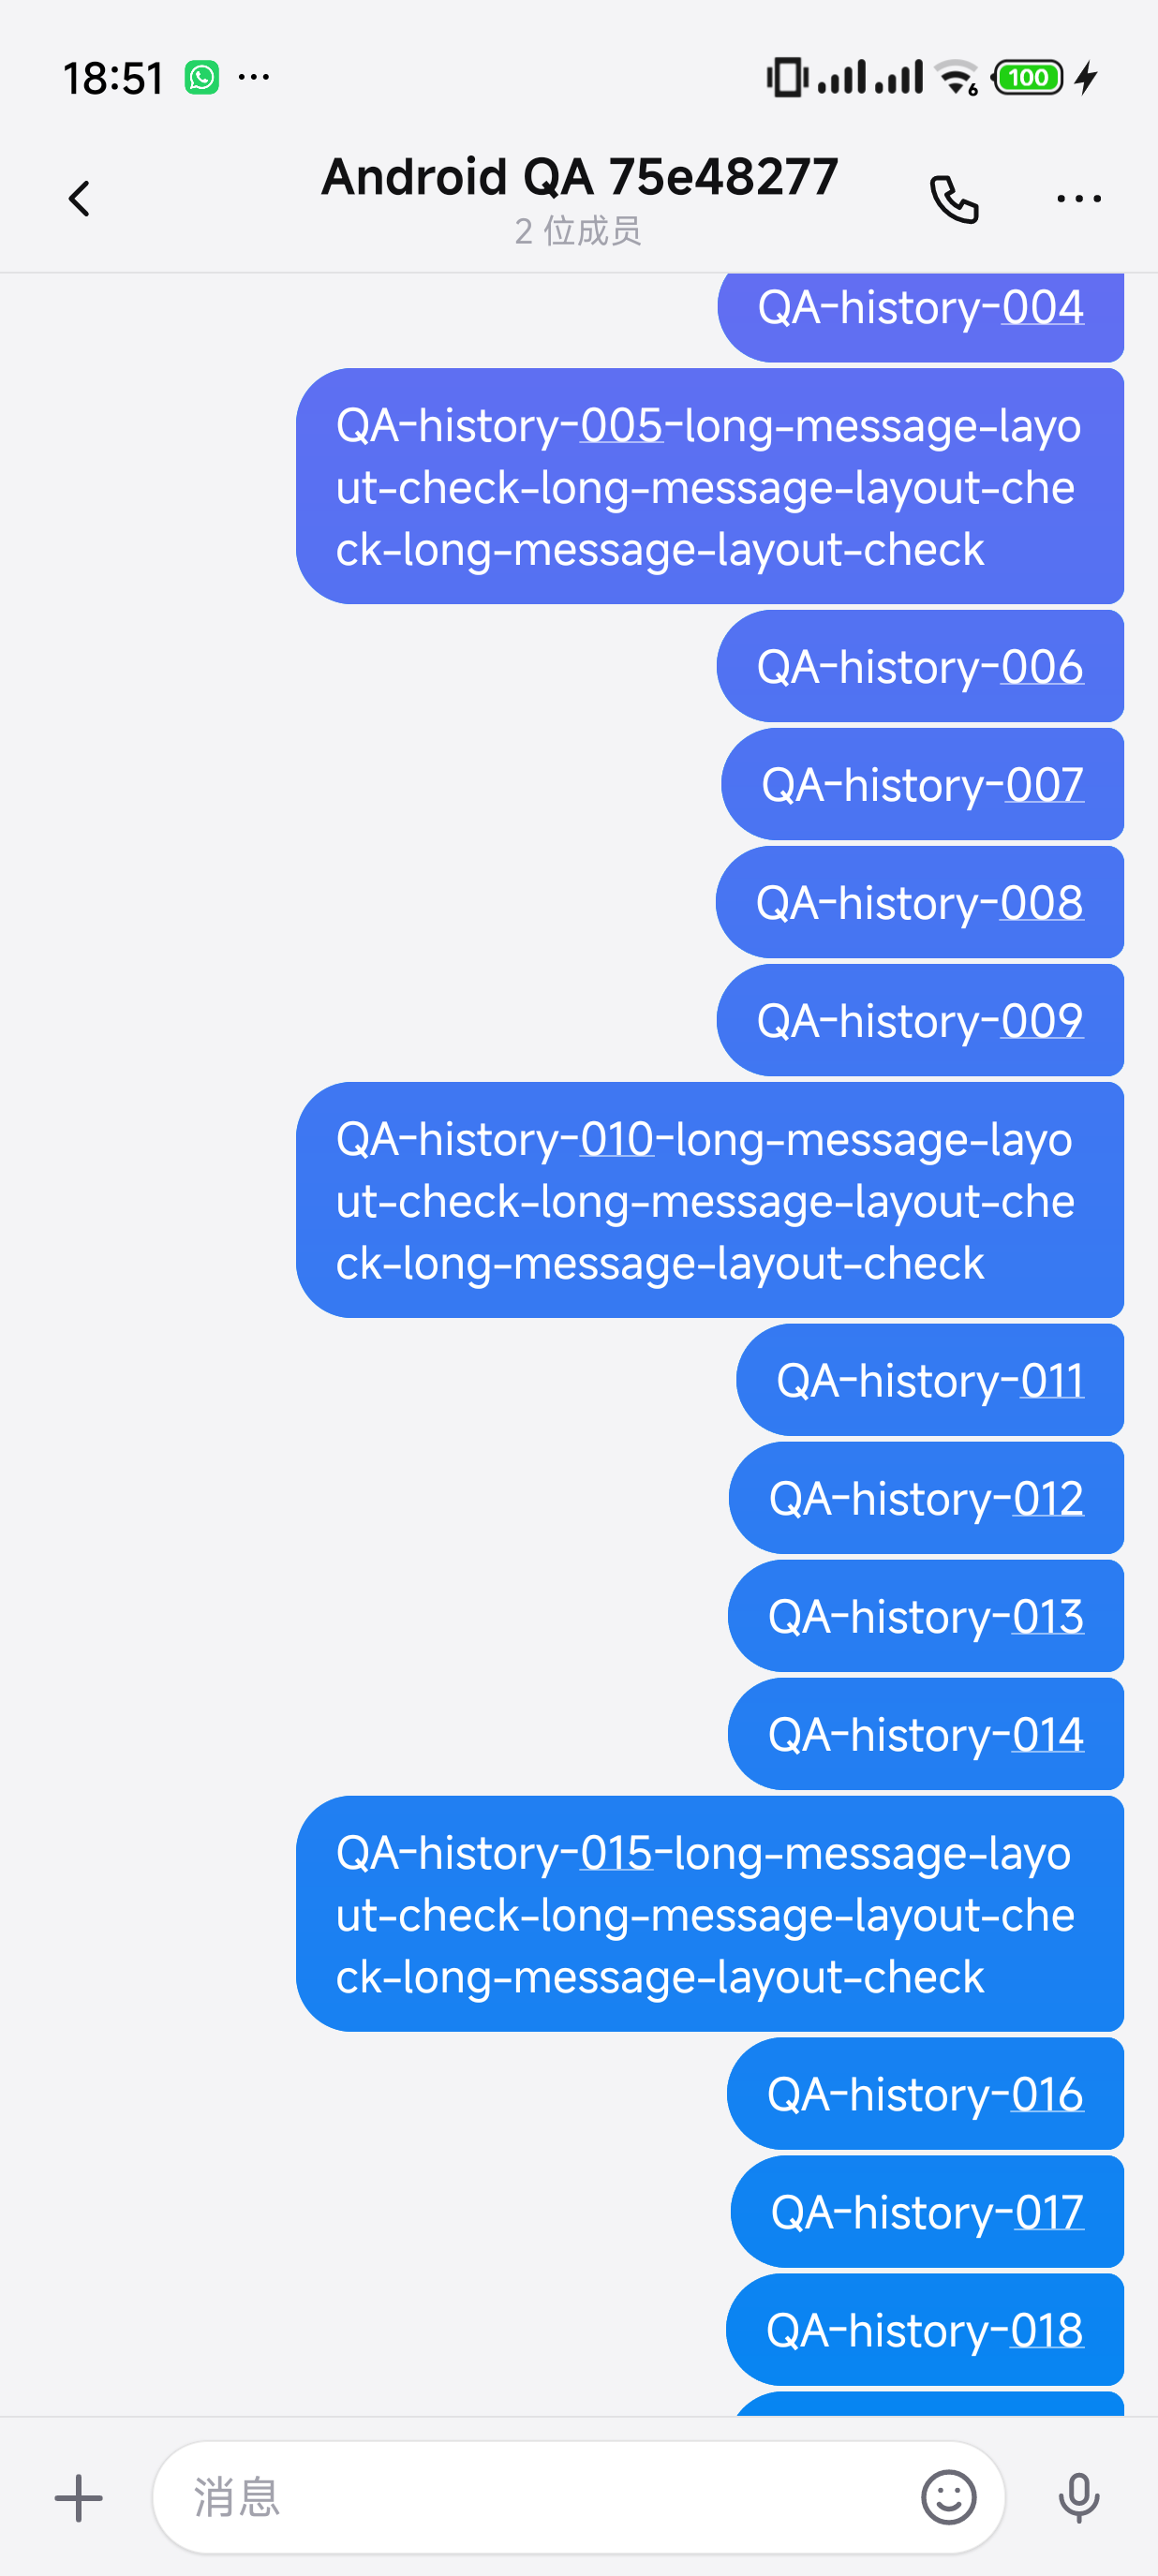 18:51
6
100
Android QA 75e48277
2 位成员
QA-history-004
QA-history-005-long-message-layo
ut-check-long-message-layout-che
ck-long-message-layout-check
QA-history-006
QA-history-007
QA-history-008
QA-history-009
QA-history-010-long-message-layo
ut-check-long-message-layout-che
ck-long-message-layout-check
QA-history-011
QA-history-012
QA-history-013
QA-history-014
QA-history-015-long-message-layo
ut-check-long-message-layout-che
ck-long-message-layout-check
QA-history-016
QA-history-017
QA-history-018
消息